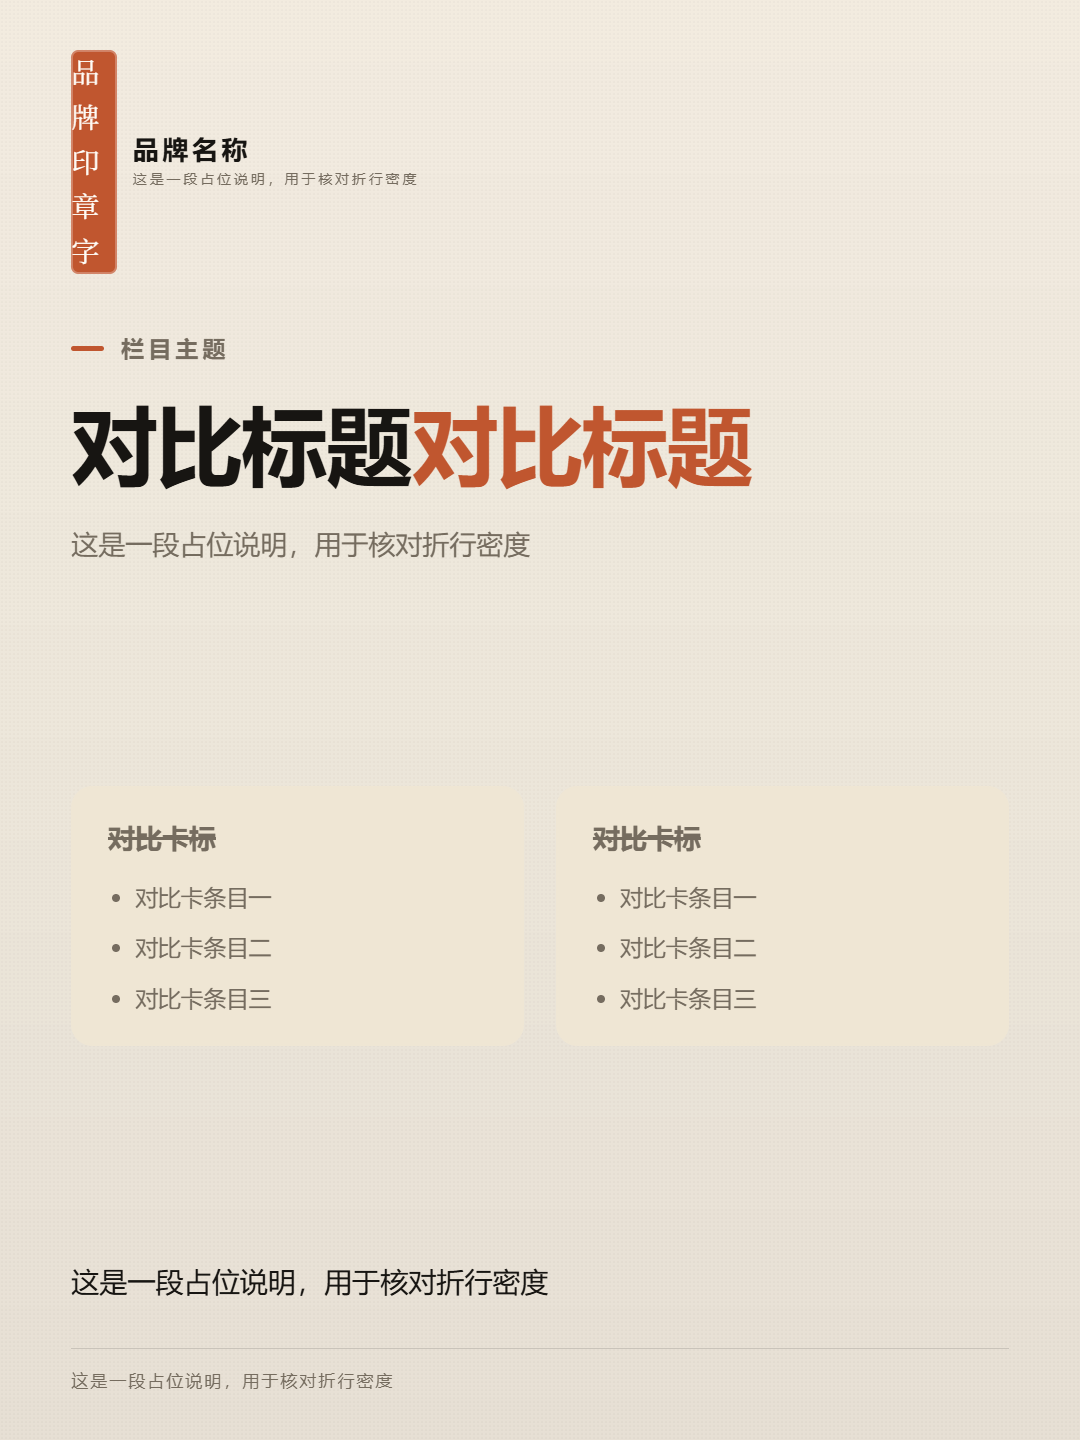 品
牌
印
章
字
品牌名称
这是一段占位说明，用于核对折行密度
栏目主题
对比标题对比标题
这是一段占位说明，用于核对折行密度
对比卡标
对比卡条目一
对比卡条目二
对比卡条目三
对比卡标
对比卡条目一
对比卡条目二
对比卡条目三
这是一段占位说明，用于核对折行密度
这是一段占位说明，用于核对折行密度